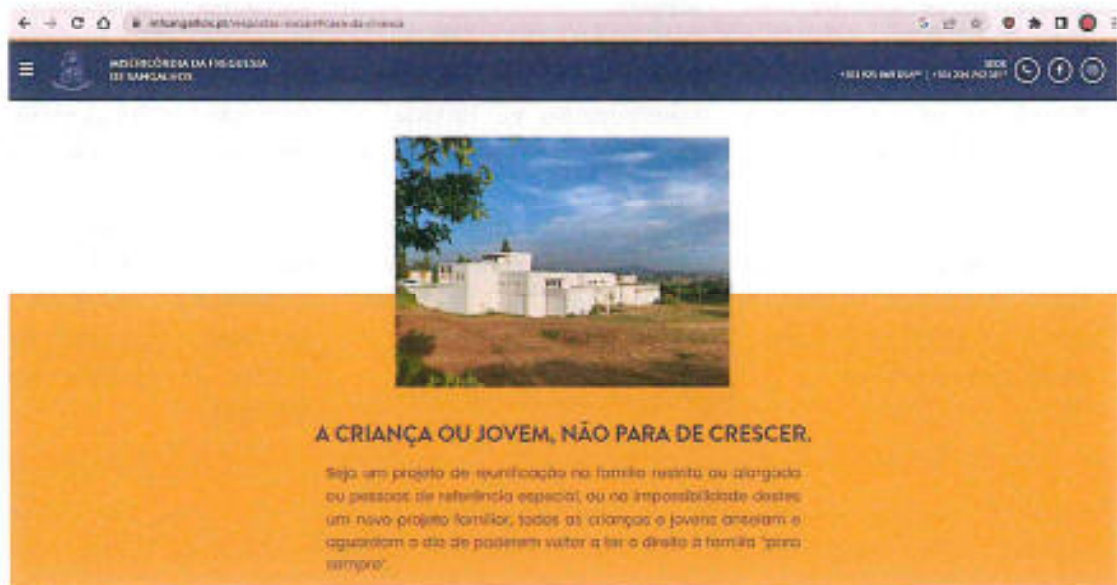 MISERICÓRDIA DA FREGUESIA
DE SANGALHOS
SEDE
A CRIANÇA OU JOVEM, NÃO PARA DE CRESCER.
Seja um projeto de reunificação na família restrita ou alargada
ou pessoas de referência especial, ou na impossibilidade destes
um novo projeto familiar, todas as crianças e jovens anseiam e
aguardam o dia de poderem voltar a ter o direito à família "para
sempre".